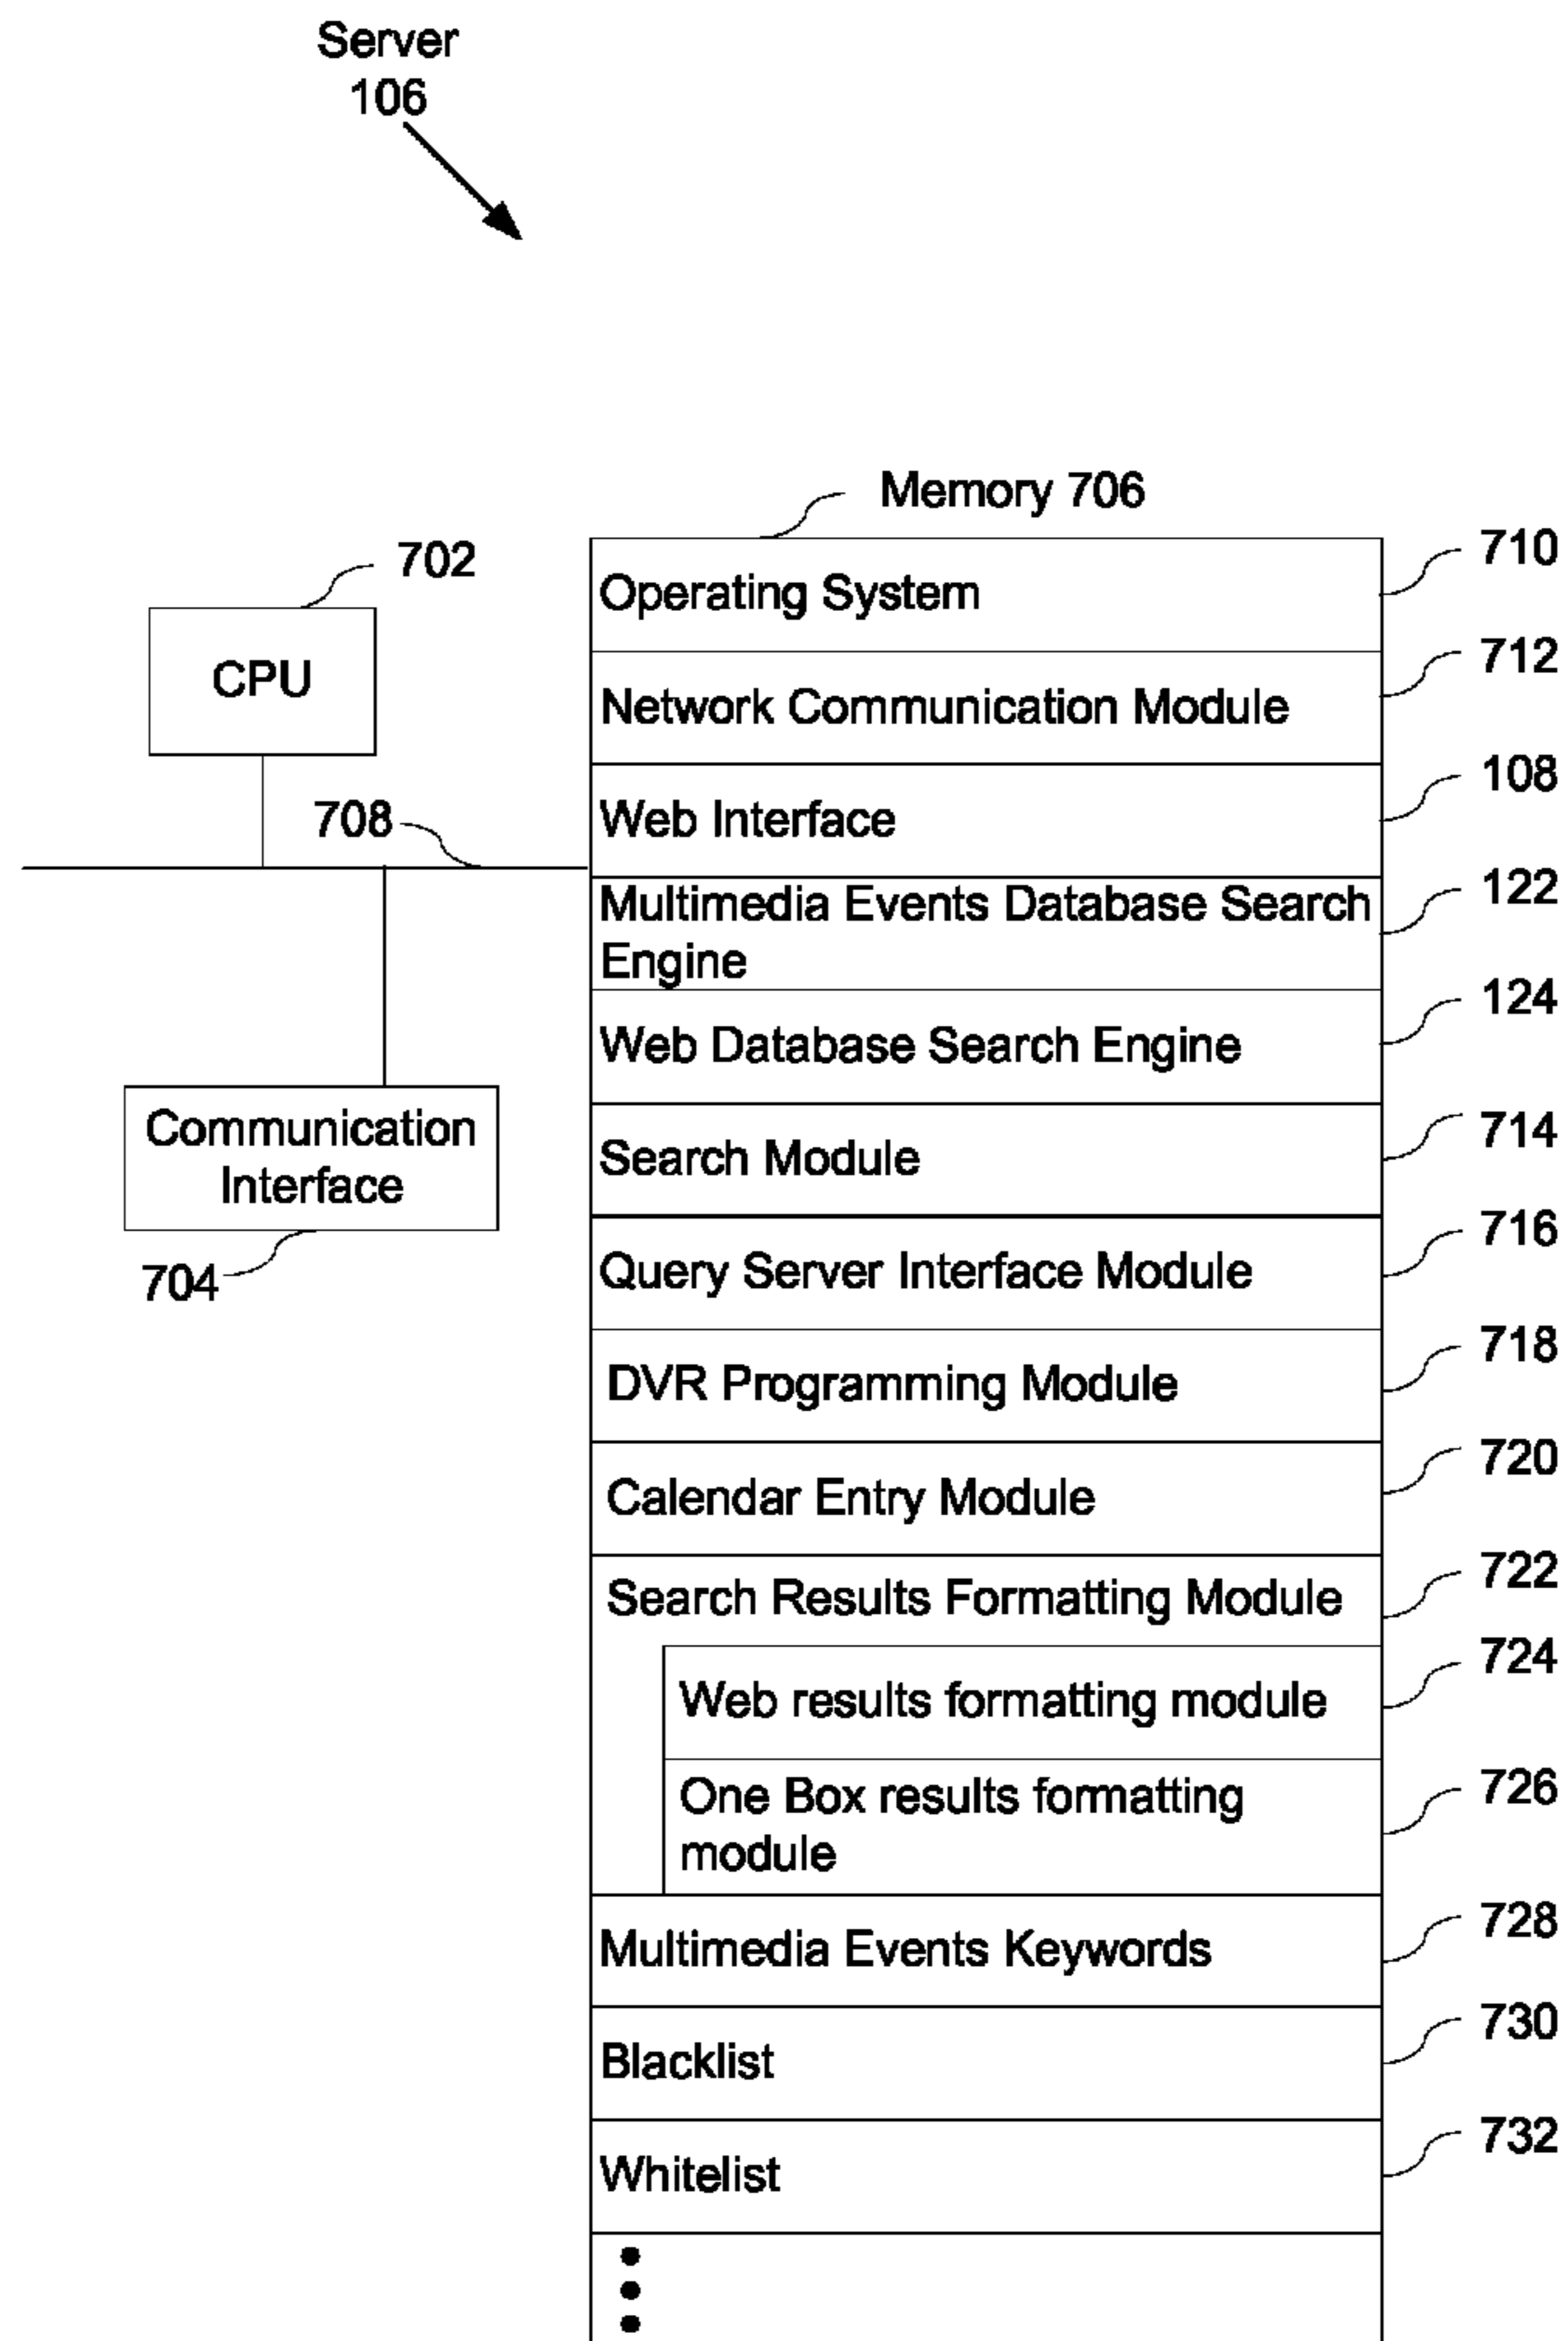 Server
106
Memory 706
702
CPU
708
Communication
Interface
704
Operating System
710
Network Communication Module
712
Web Interface
108
Multimedia Events Database Search
Engine
122
Web Database Search Engine
124
Search Module
714
Query Server Interface Module
716
DVR Programming Module
718
Calendar Entry Module
720
Search Results Formatting Module
722
Web results formatting module
724
One Box results formatting
module
726
Multimedia Events Keywords
728
Blacklist
730
Whitelist
732